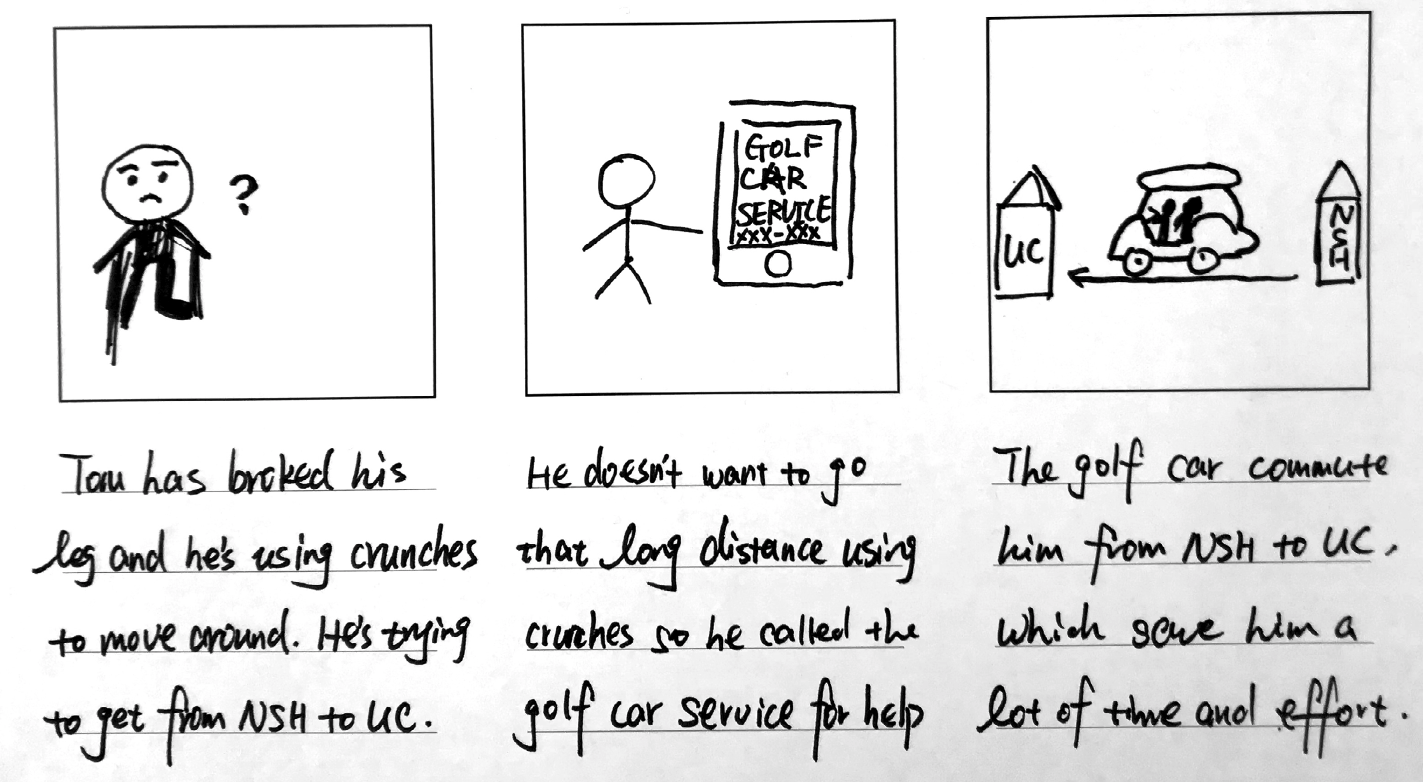 ?
GOLF
CAR
SERVICE
XXX-XXX
UC
NSH
Tom has broked his
leg and he's using crunches
to move around. He's trying
to get from NSH to UC.
He doesn't want to go
that long distance using
crunches so he called the
golf car service for help
The golf car commute
him from NSH to UC,
which save him a
lot of time and effort.